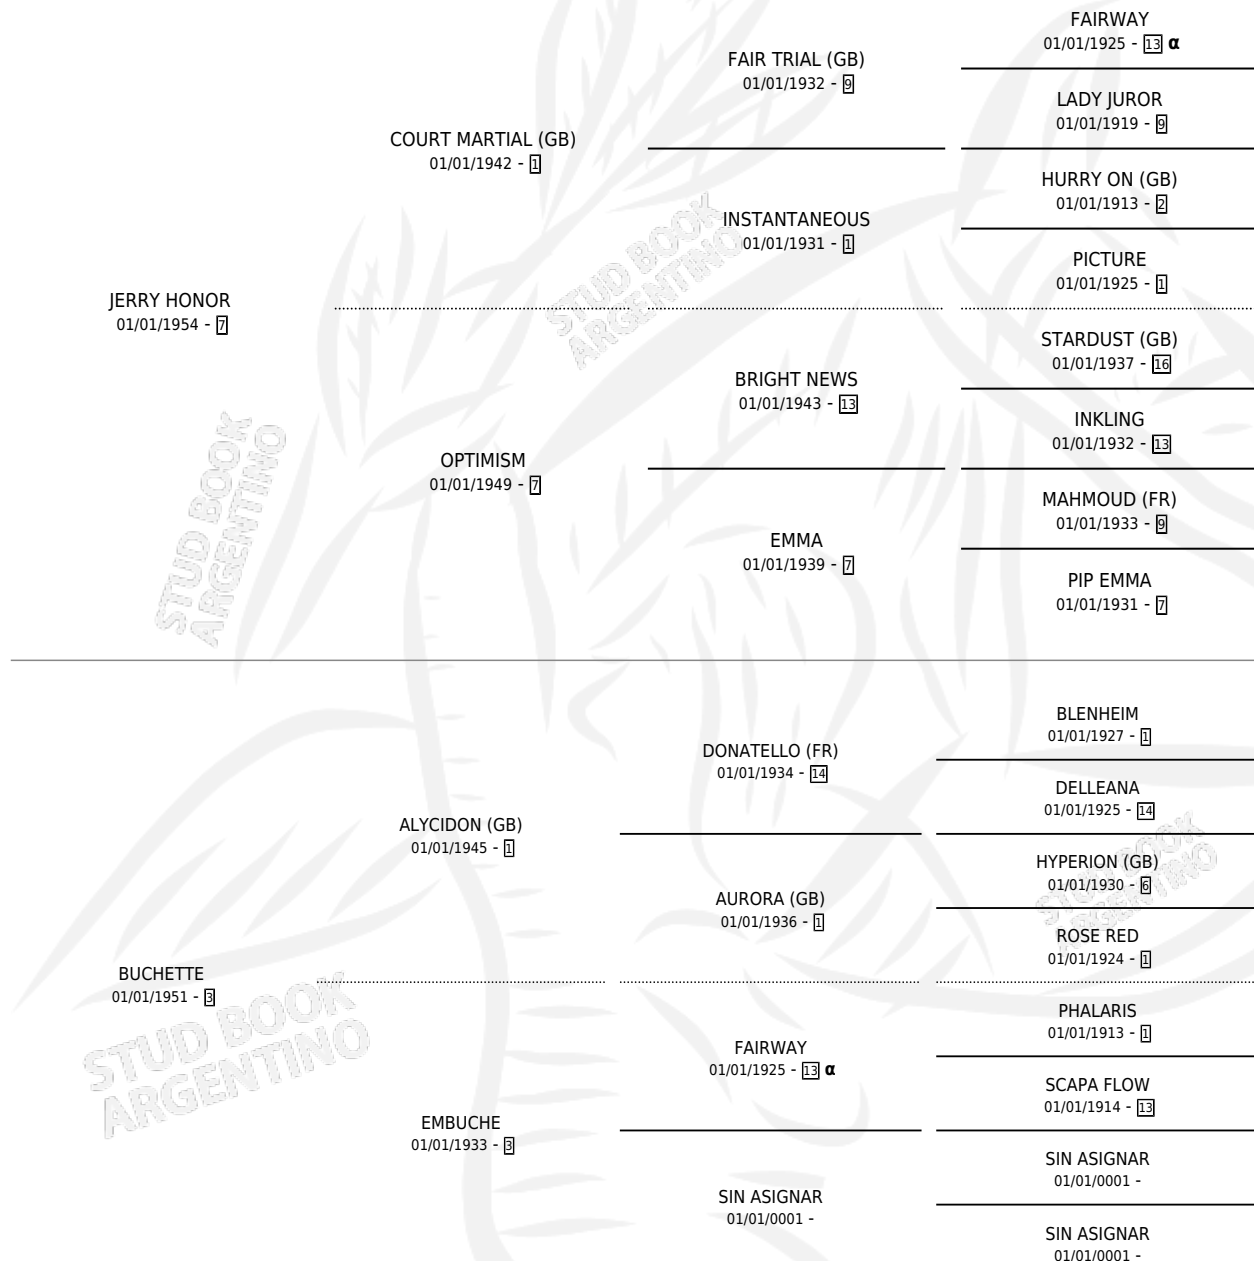 FAIRWAY
01/01/1925 - 13 α
FAIR TRIAL (GB)
01/01/1932 - 9
LADY JUROR
01/01/1919 - 9
COURT MARTIAL (GB)
01/01/1942 - 1
HURRY ON (GB)
01/01/1913 - 2
INSTANTANEOUS
01/01/1931 - 1
PICTURE
01/01/1925 - 1
JERRY HONOR
01/01/1954 - 7
STARDUST (GB)
01/01/1937 - 16
BRIGHT NEWS
01/01/1943 - 13
INKLING
01/01/1932 - 13
OPTIMISM
01/01/1949 - 7
MAHMOUD (FR)
01/01/1933 - 9
EMMA
01/01/1939 - 7
PIP EMMA
01/01/1931 - 7
STUD BOOK
ARGENTINO
STUD BOOK
ARGENTINO
BLENHEIM
01/01/1927 - 1
DONATELLO (FR)
01/01/1934 - 14
DELLEANA
01/01/1925 - 14
ALYCIDON (GB)
01/01/1945 - 1
HYPERION (GB)
01/01/1930 - 6
AURORA (GB)
01/01/1936 - 1
ROSE RED
01/01/1924 - 1
BUCHETTE
01/01/1951 - 3
PHALARIS
01/01/1913 - 1
FAIRWAY
01/01/1925 - 13 α
SCAPA FLOW
01/01/1914 - 13
EMBUCHE
01/01/1933 - 3
SIN ASIGNAR
01/01/0001 -
SIN ASIGNAR
01/01/0001 -
SIN ASIGNAR
01/01/0001 -
STUD BOOK
ARGENTINO
STUD BOOK
ARGENTINO